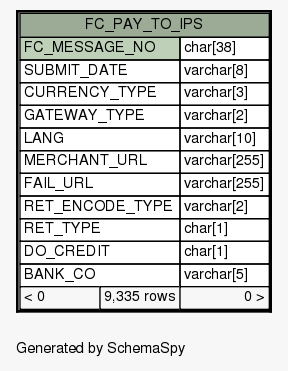 FC_PAY_TO_IPS
FC_MESSAGE_NO char[38]
SUBMIT_DATE varchar[8]
CURRENCY_TYPE varchar[3]
GATEWAY_TYPE varchar[2]
LANG varchar[10]
MERCHANT_URL varchar[255]
FAIL_URL varchar[255]
RET_ENCODE_TYPE varchar[2]
RET_TYPE char[1]
DO_CREDIT char[1]
BANK_CO varchar[5]
< 0 9,335 rows 0 >
Generated by SchemaSpy